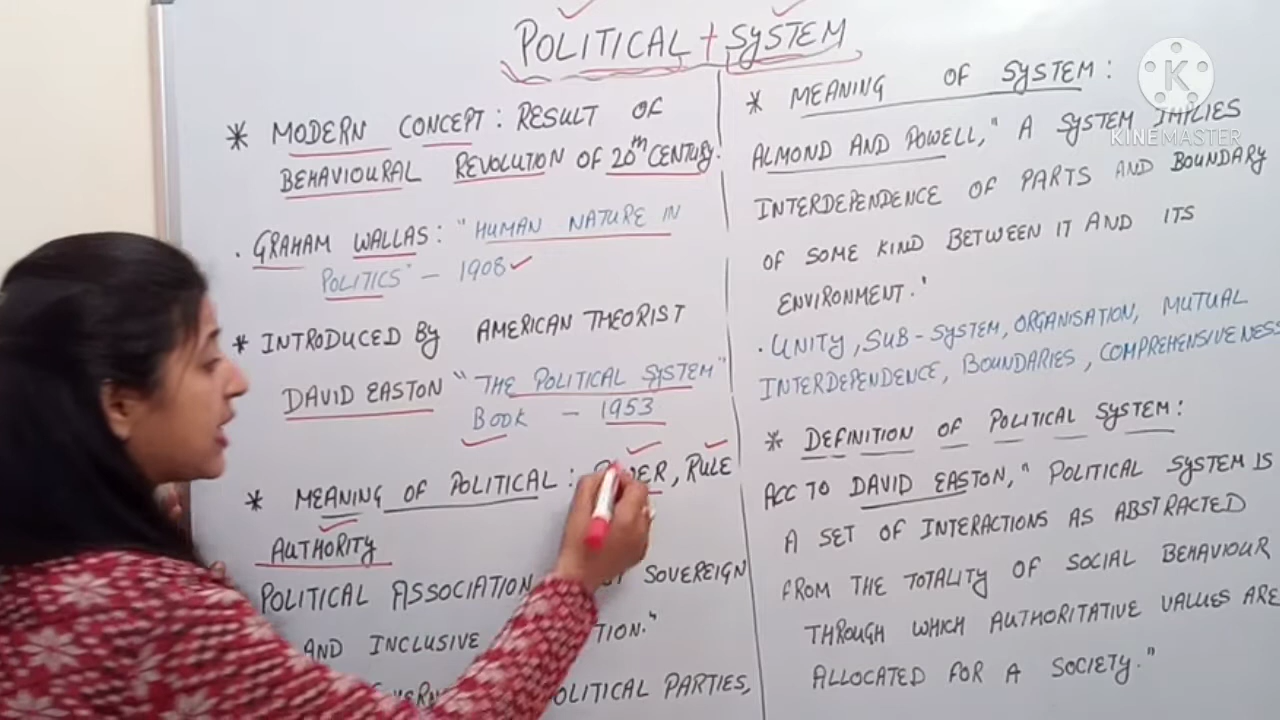 POLITICAL + SYSTEM
* MODERN CONCEPT : RESULT OF
BEHAVIOURAL REVOLUTION OF 20th CENTURY.
. GRAHAM WALLAS : "HUMAN NATURE IN
POLITICS" - 1908
* INTRODUCED By AMERICAN THEORIST
DAVID EASTON "THE POLITICAL SYSTEM"
BOOK - 1953
* MEANING OF POLITICAL : RULE
AUTHORITY
POLITICAL ASSOCIATION SOVEREIGN
AND INCLUSIVE
POLITICAL PARTIES,
* MEANING OF SYSTEM :
ALMOND AND POWELL, " A SYSTEM IMPLIES
INTERDEPENDENCE OF PARTS AND BOUNDARY
OF SOME KIND BETWEEN IT AND ITS
ENVIRONMENT."
. UNITY, SUB-SYSTEM, ORGANISATION, MUTUAL
INTERDEPENDENCE, BOUNDARIES, COMPREHENSIVENESS
* DEFINITION OF POLITICAL SYSTEM :
ACC TO DAVID EASTON, " POLITICAL SYSTEM IS
A SET OF INTERACTIONS AS ABSTRACTED
FROM THE TOTALITY OF SOCIAL BEHAVIOUR
THROUGH WHICH AUTHORITATIVE VALUES ARE
ALLOCATED FOR A SOCIETY."
K
KINEMASTER